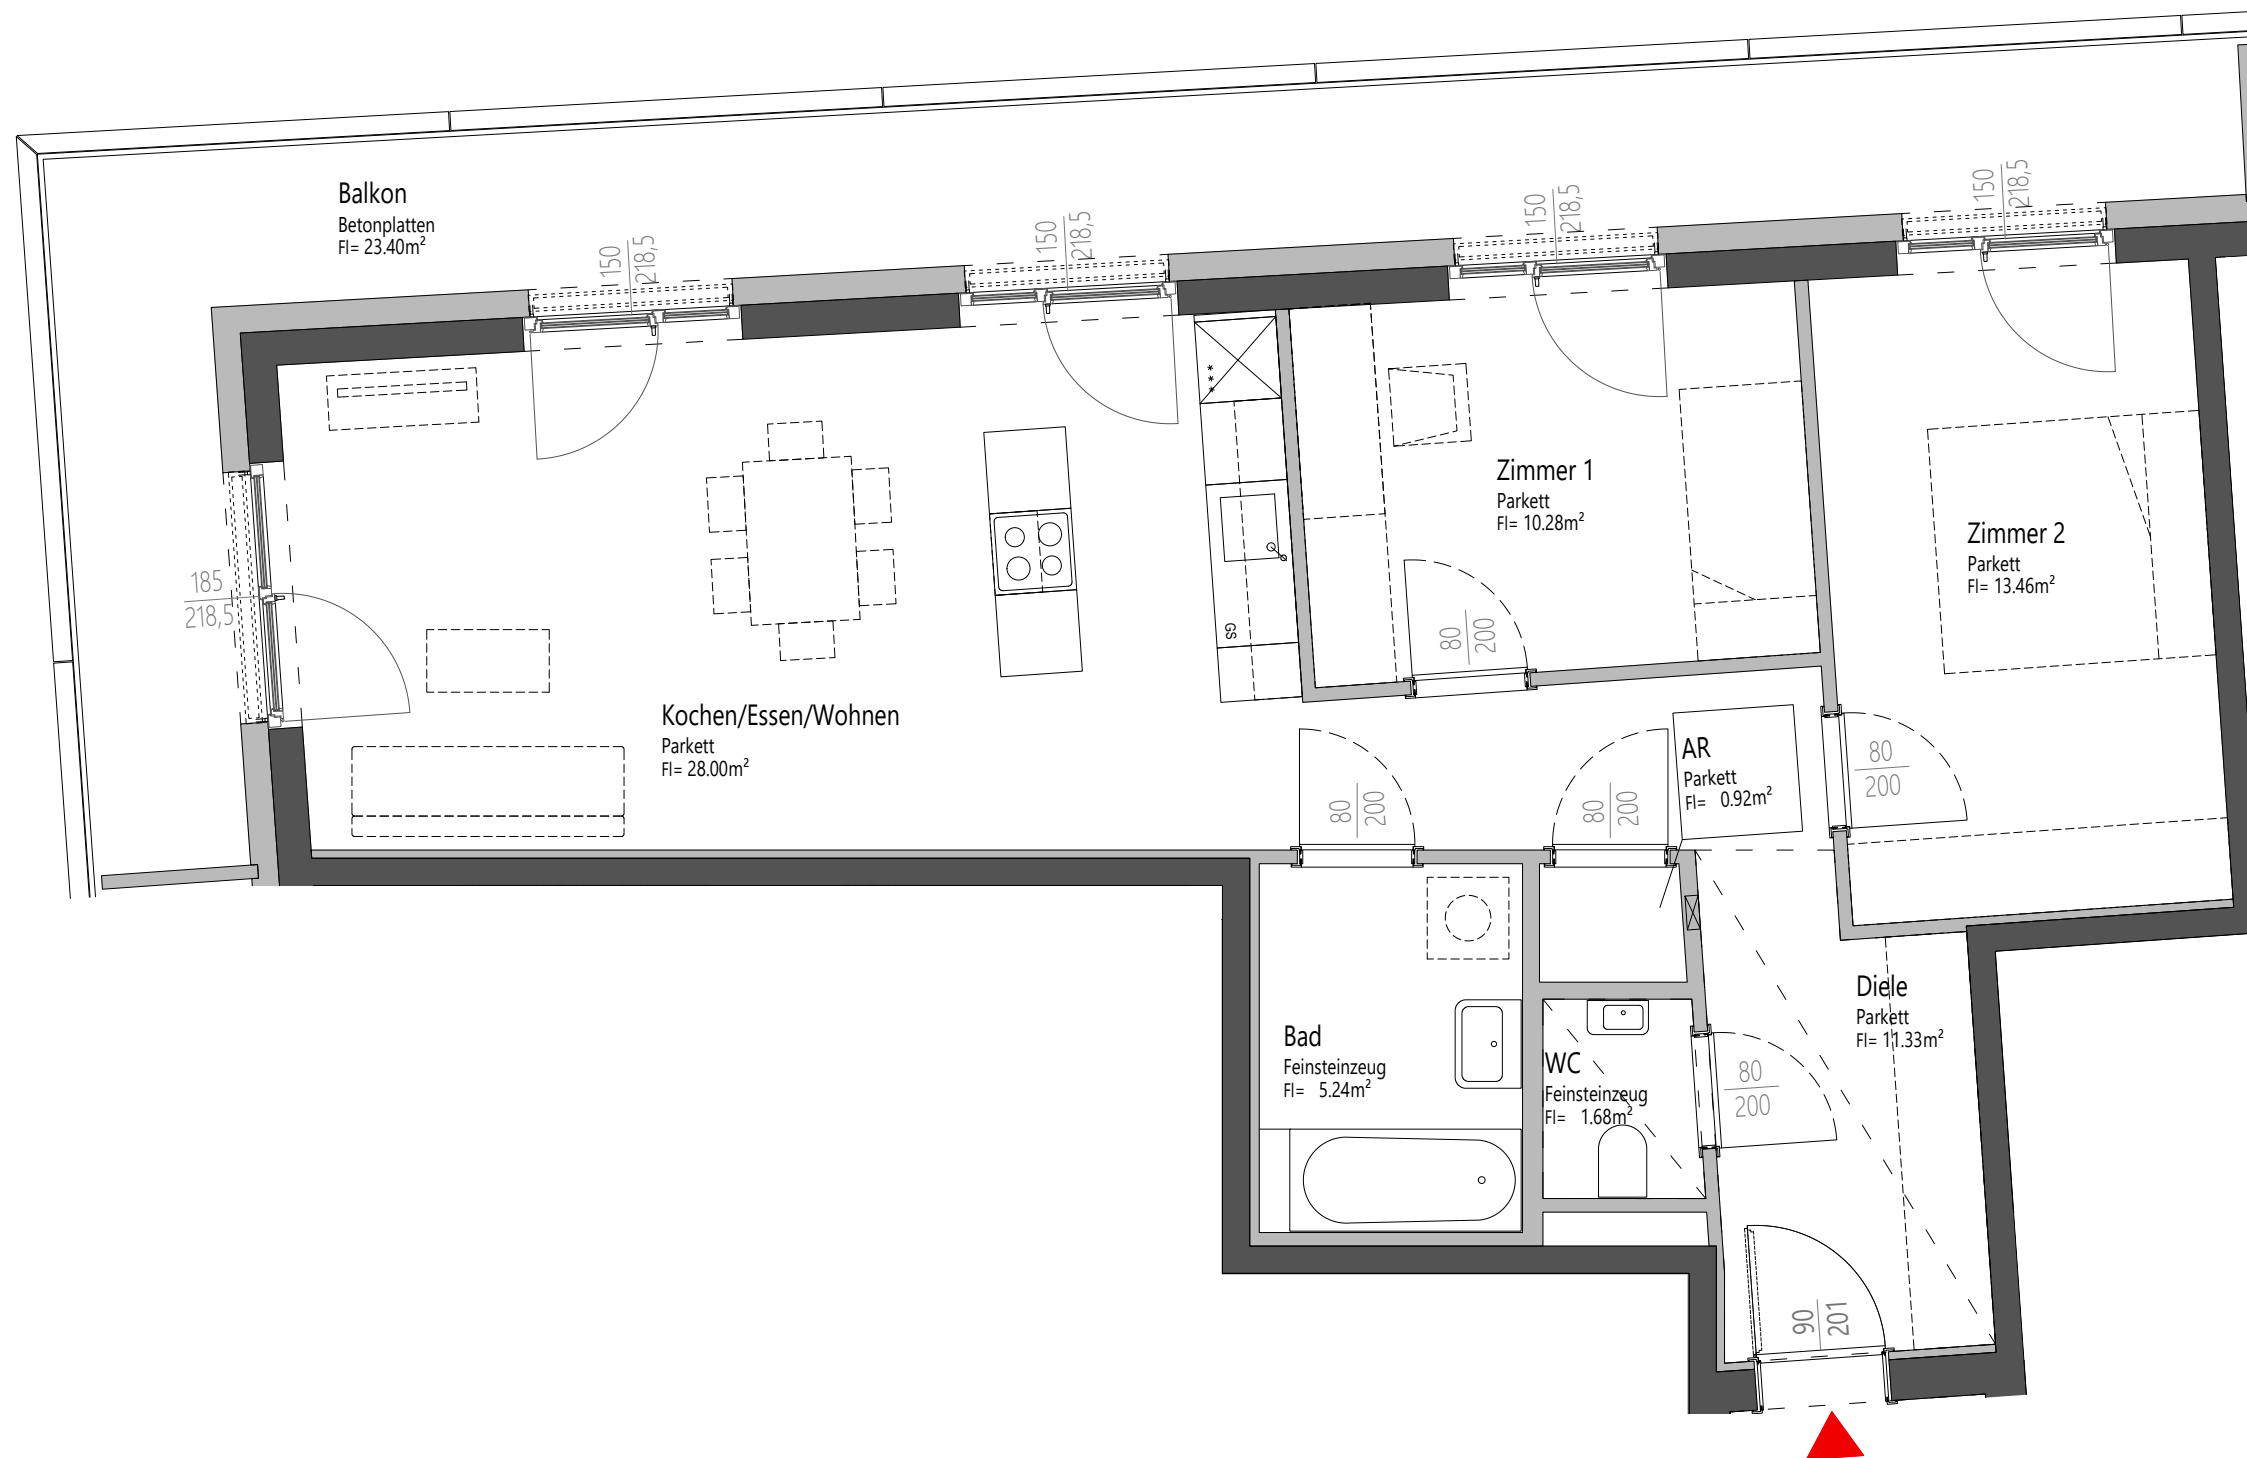 Balkon
Betonplatten
Fl= 23.40m²
150
218,5
150
218,5
150
218,5
150
218,5
185
218,5
***
GS
Zimmer 1
Parkett
Fl= 10.28m²
80
200
Zimmer 2
Parkett
Fl= 13.46m²
Kochen/Essen/Wohnen
Parkett
Fl= 28.00m²
80
200
80
200
AR
Parkett
Fl= 0.92m²
80
200
Diele
Parkett
Fl= 11.33m²
Bad
Feinsteinzeug
Fl= 5.24m²
WC
Feinsteinzeug
Fl= 1.68m²
80
200
90
201